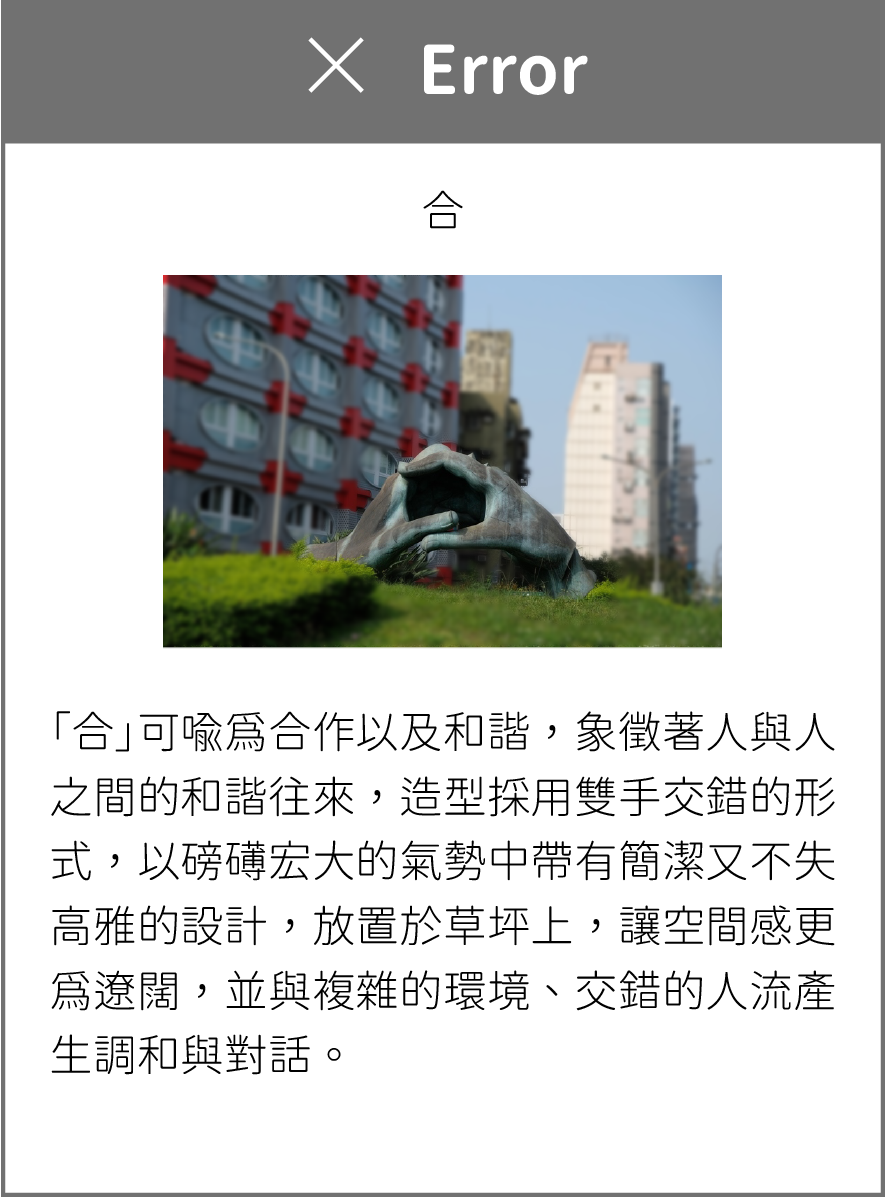 × Error
合
「合」可喻爲合作以及和諧，象徵著人與人
之間的和諧往來，造型採用雙手交錯的形
式，以磅礡宏大的氣勢中帶有簡潔又不失
高雅的設計，放置於草坪上，讓空間感更
爲遼闊，並與複雜的環境、交錯的人流產
生調和與對話。